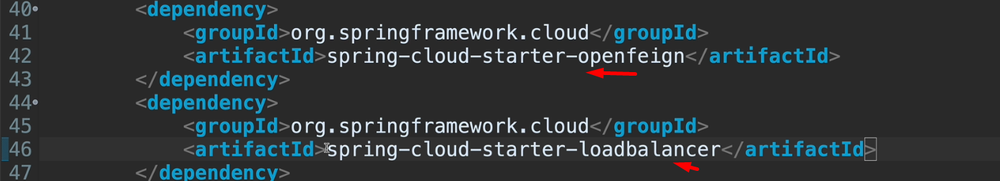 40 <dependency>
41 <groupId>org.springframework.cloud</groupId>
42 <artifactId>spring-cloud-starter-openfeign</artifactId>
43 </dependency>
44 <dependency>
45 <groupId>org.springframework.cloud</groupId>
46 <artifactId>spring-cloud-starter-loadbalancer</artifactId>
47 </dependency>